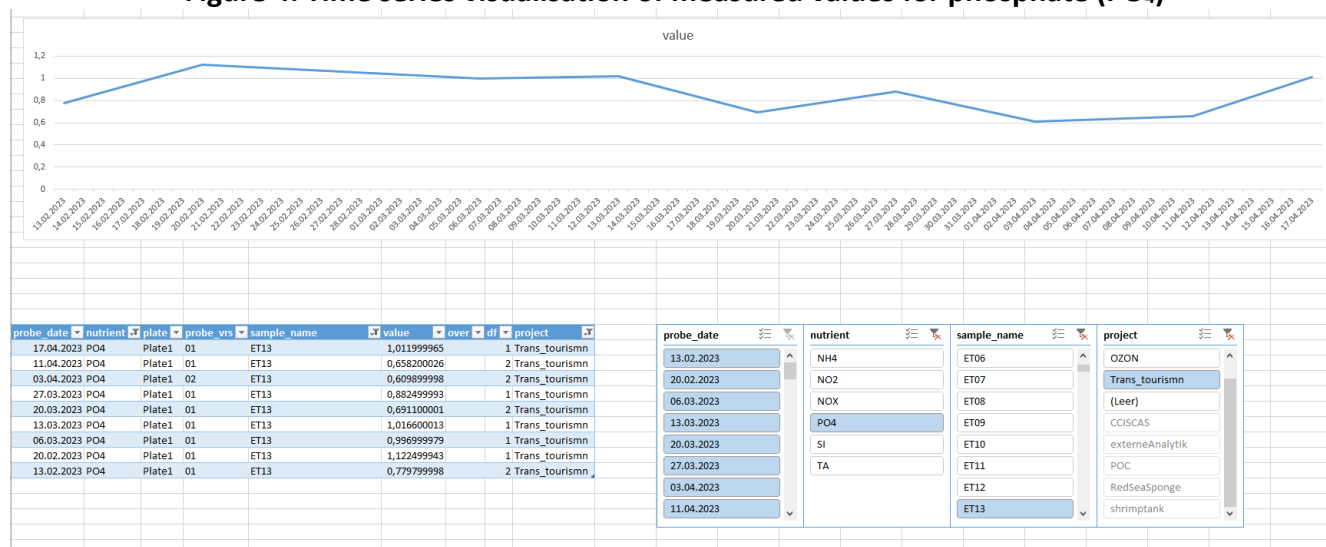 Figure 4: Time series visualisation of measured values for phosphate (PO₄)
value
1,2
1
0,8
0,6
0,4
0,2
0
13.02.2023 14.02.2023 15.02.2023 16.02.2023 17.02.2023 18.02.2023 19.02.2023 20.02.2023 21.02.2023 22.02.2023 23.02.2023 24.02.2023 25.02.2023 26.02.2023 27.02.2023 28.02.2023 01.03.2023 02.03.2023 03.03.2023 04.03.2023 05.03.2023 06.03.2023 07.03.2023 08.03.2023 09.03.2023 10.03.2023 11.03.2023 12.03.2023 13.03.2023 14.03.2023 15.03.2023 16.03.2023 17.03.2023 18.03.2023 19.03.2023 20.03.2023 21.03.2023 22.03.2023 23.03.2023 24.03.2023 25.03.2023 26.03.2023 27.03.2023 28.03.2023 29.03.2023 30.03.2023 31.03.2023 01.04.2023 02.04.2023 03.04.2023 04.04.2023 05.04.2023 06.04.2023 07.04.2023 08.04.2023 09.04.2023 10.04.2023 11.04.2023 12.04.2023 13.04.2023 14.04.2023 15.04.2023 16.04.2023 17.04.2023
probe_date nutrient plate probe_vrs sample_name value over df project
17.04.2023 PO4 Plate1 01 ET13 1,011999965 1 Trans_tourismn
11.04.2023 PO4 Plate1 01 ET13 0,658200026 2 Trans_tourismn
03.04.2023 PO4 Plate1 02 ET13 0,609899998 2 Trans_tourismn
27.03.2023 PO4 Plate1 01 ET13 0,882499993 1 Trans_tourismn
20.03.2023 PO4 Plate1 01 ET13 0,691100001 2 Trans_tourismn
13.03.2023 PO4 Plate1 01 ET13 1,016600013 1 Trans_tourismn
06.03.2023 PO4 Plate1 01 ET13 0,996999979 1 Trans_tourismn
20.02.2023 PO4 Plate1 01 ET13 1,122499943 1 Trans_tourismn
13.02.2023 PO4 Plate1 01 ET13 0,779799998 2 Trans_tourismn
probe_date
13.02.2023
20.02.2023
06.03.2023
13.03.2023
20.03.2023
27.03.2023
03.04.2023
11.04.2023
nutrient
NH4
NO2
NOX
PO4
SI
TA
sample_name
ET06
ET07
ET08
ET09
ET10
ET11
ET12
ET13
project
OZON
Trans_tourismn
(Leer)
CCISCAS
externeAnalytik
POC
RedSeaSponge
shrimptank